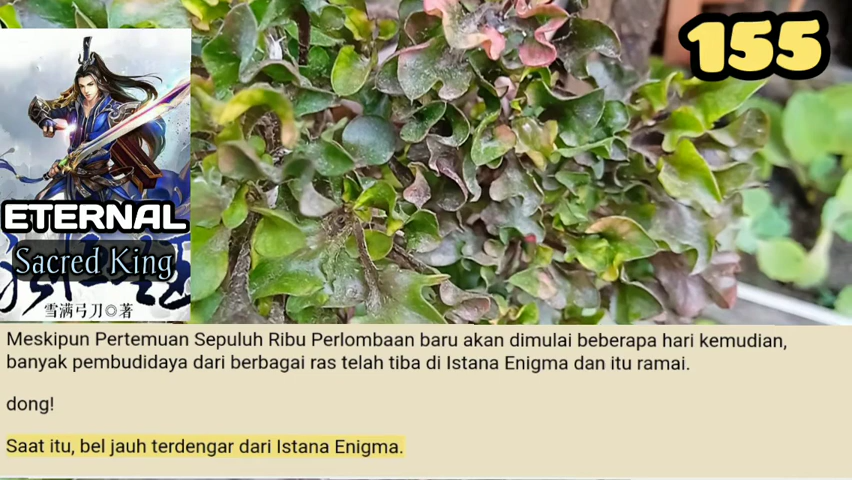 155
ETERNAL
Sacred King
雪满弓刀◎著
Meskipun Pertemuan Sepuluh Ribu Perlombaan baru akan dimulai beberapa hari kemudian,
banyak pembudidaya dari berbagai ras telah tiba di Istana Enigma dan itu ramai.
dong!
Saat itu, bel jauh terdengar dari Istana Enigma.